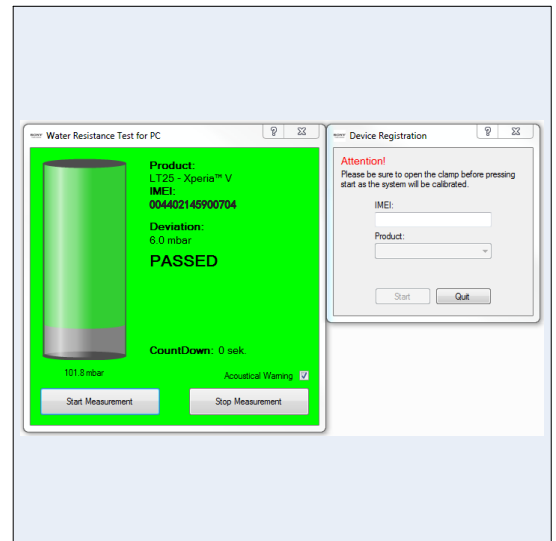 SONY Water Resistance Test for PC
Product:
LT25 - Xperia™ V
IMEI:
004402145900704
Deviation:
6.0 mbar
PASSED
CountDown: 0 sek.
101.8 mbar
Acoustical Warning
Start Measurement
Stop Measurement
SONY Device Registration
Attention!
Please be sure to open the clamp before pressing
start as the system will be calibrated.
IMEI:
Product:
Start
Quit